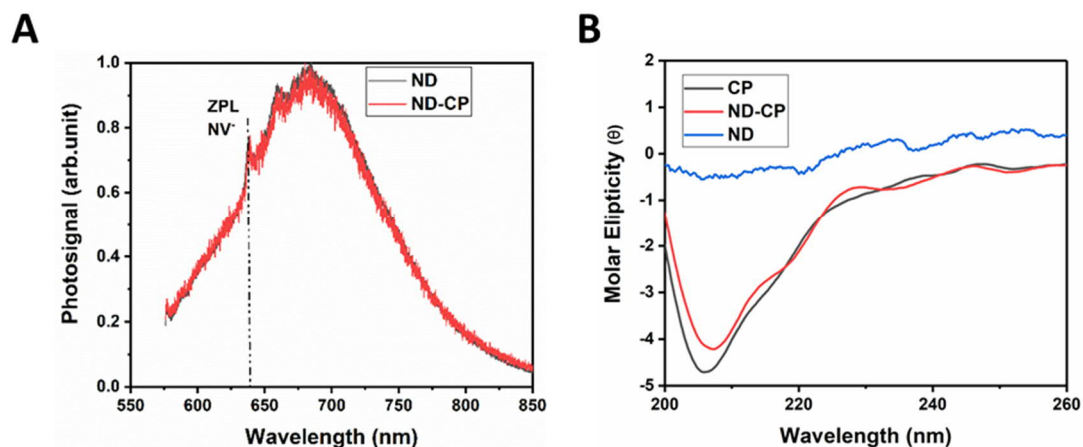 A
B
1.0
0.8
0.6
0.4
0.2
0.0
Photosignal (arb.unit)
ZPL
NV-
ND
ND-CP
550
600
650
700
750
800
850
Wavelength (nm)
2
1
0
-1
-2
-3
-4
-5
Molar Elipticity (θ)
CP
ND-CP
ND
200
220
240
260
Wavelength (nm)